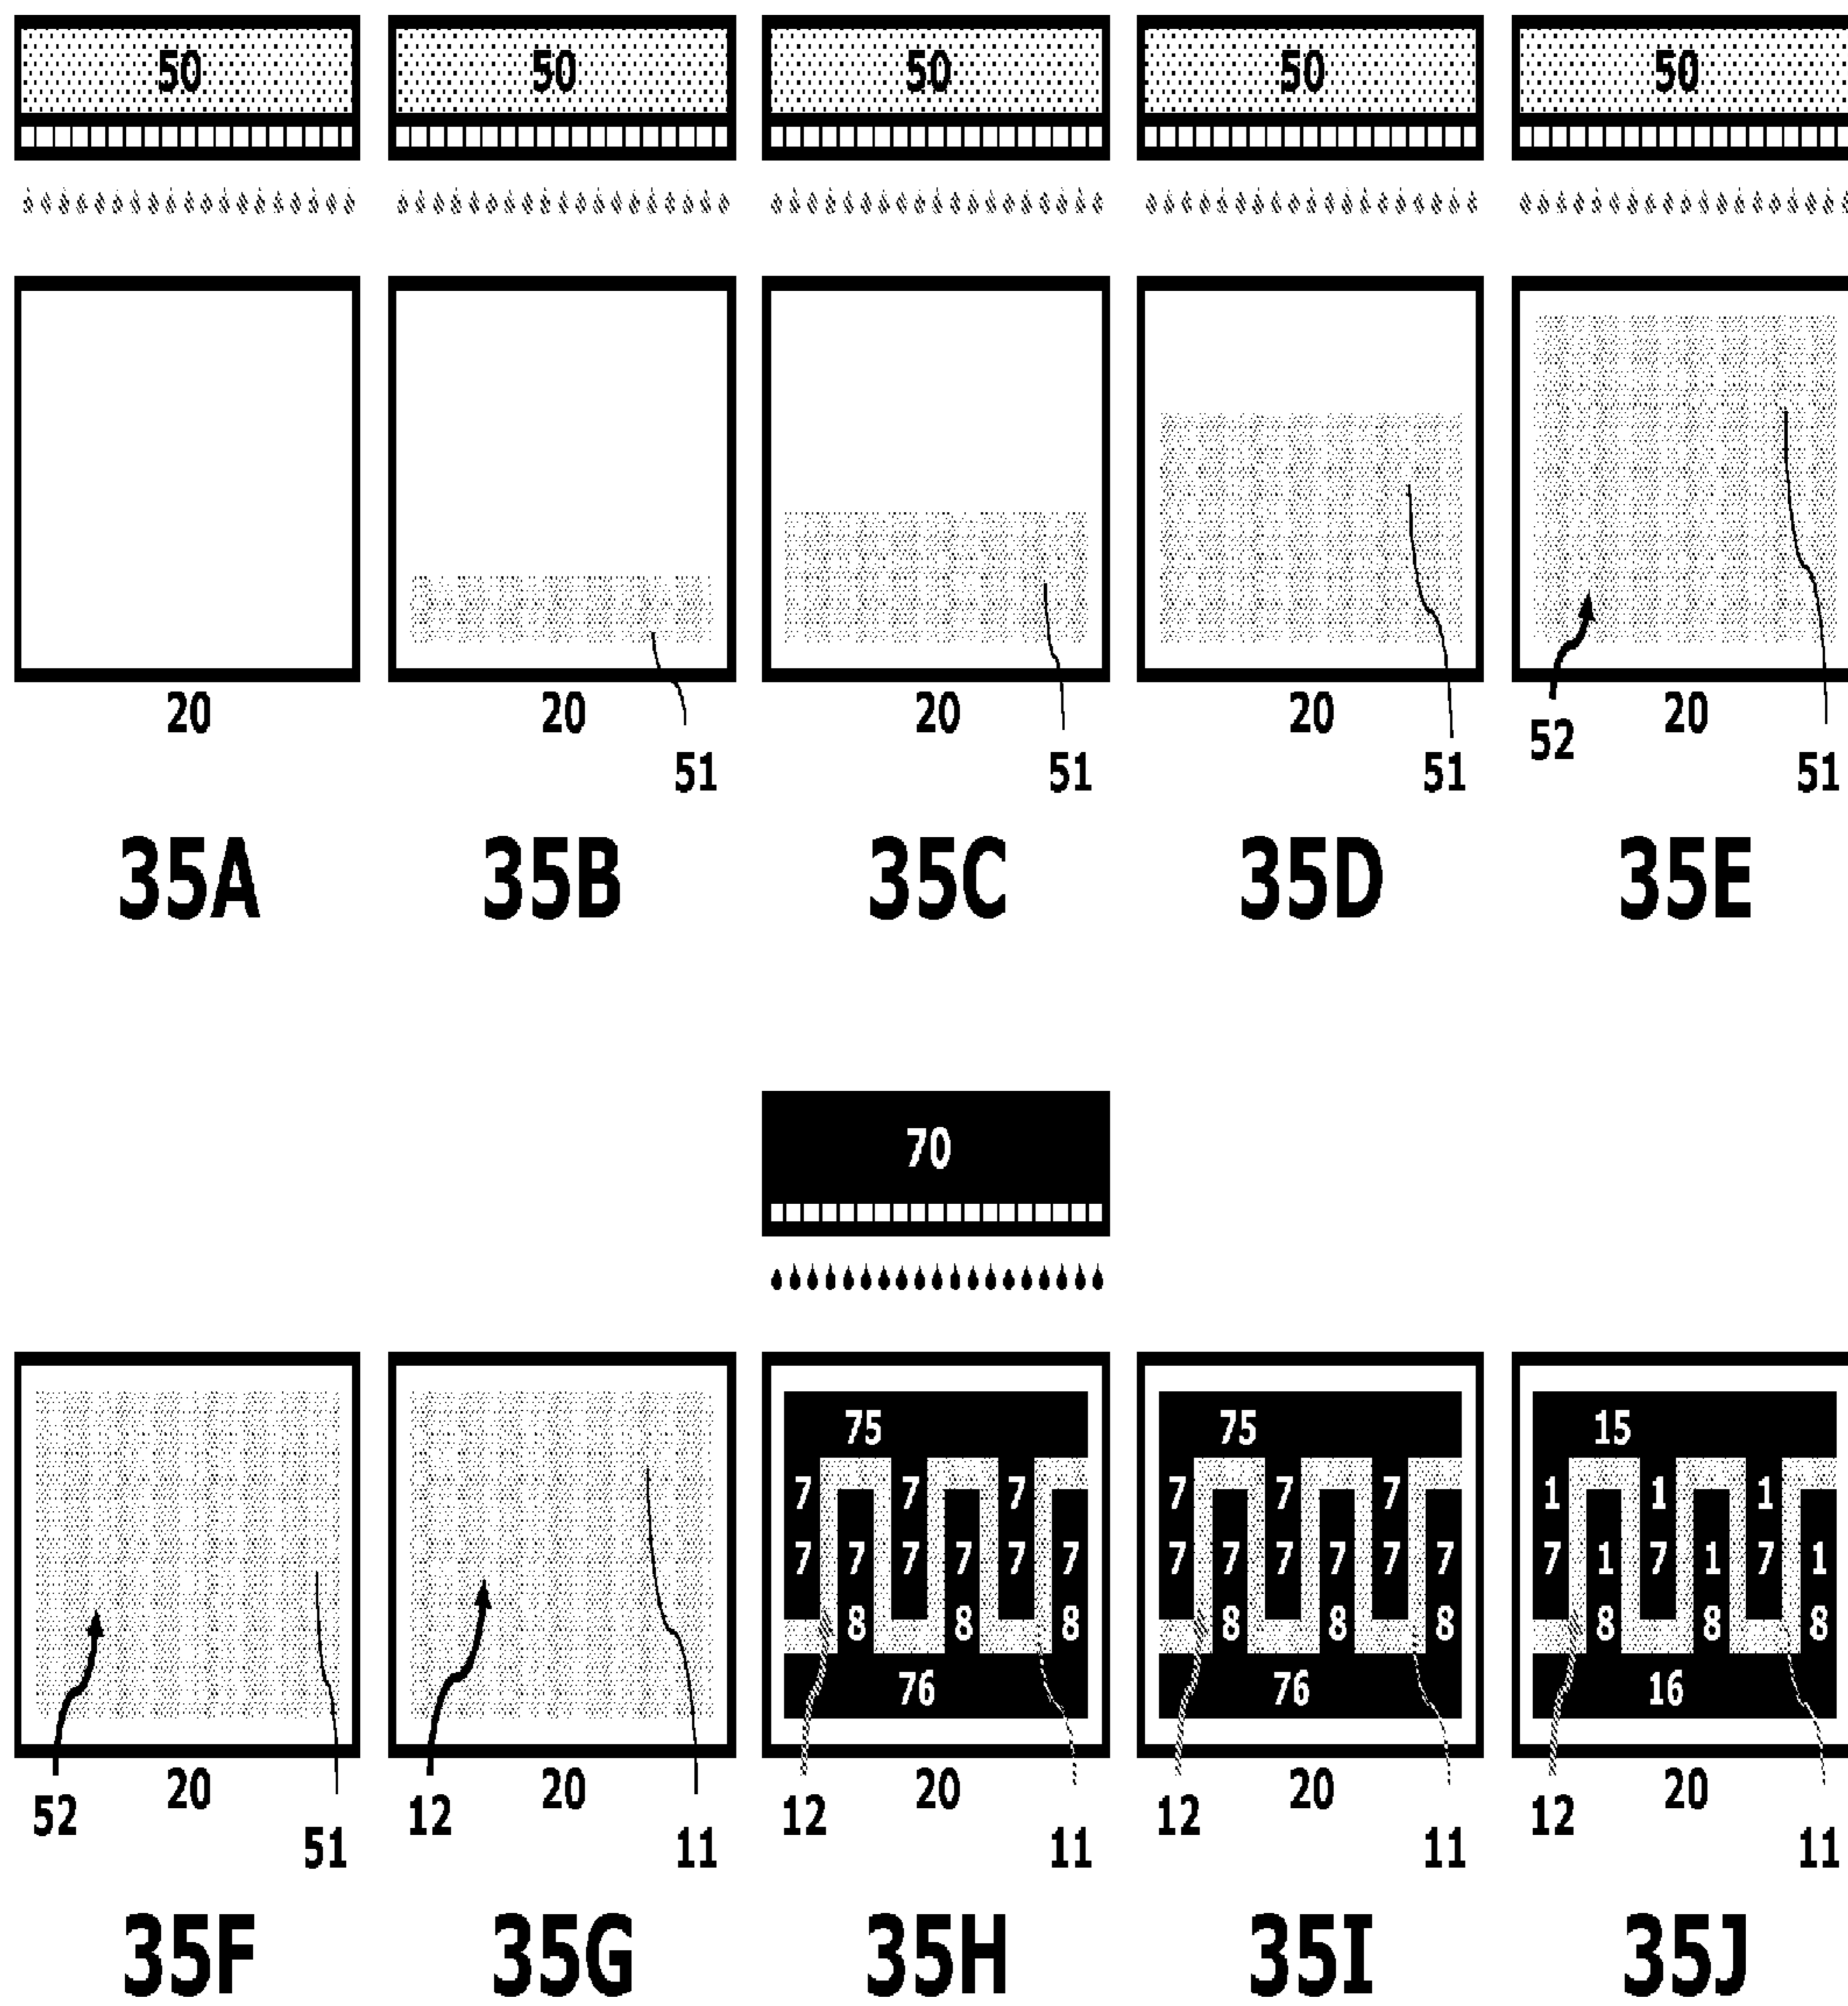 50 50 50 50 50
20 20 20 20 52 20
51 51 51 51
35A 35B 35C 35D 35E
70
75 75 15
7 7 7 7 7 7 1 1 1
7 7 7 7 7 7 7 7 7 7 7 7 7 1 7 1 7 1
8 8 8 8 8 8 8 8 8
76 76 16
52 20 12 20 12 20 12 20 12 20
51 11 11 11 11
35F 35G 35H 35I 35J